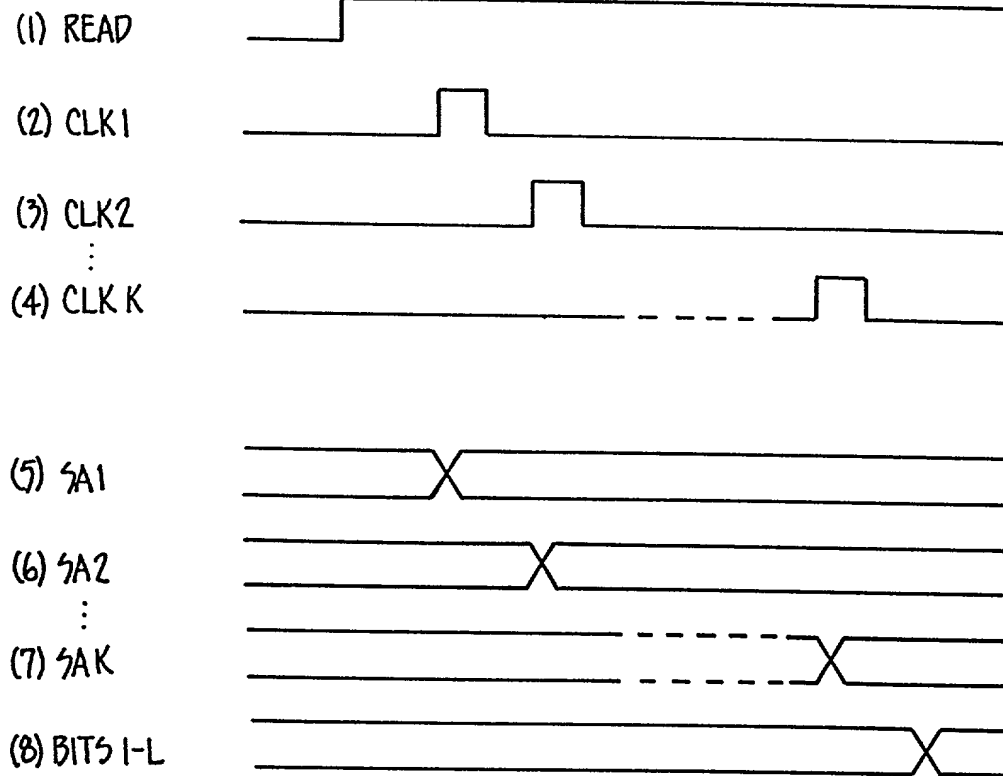 (1) READ
(2) CLK1
(3) CLK2
⋮
(4) CLK K
(5) SA1
(6) SA2
⋮
(7) SAK
(8) BITS 1-L